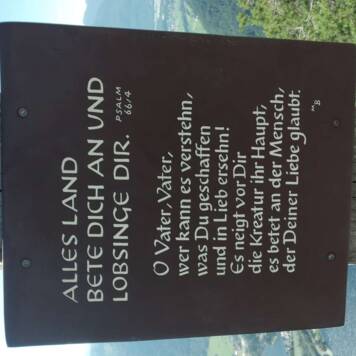 ALLES LAND
BETE DICH AN UND
LOBSINGE DIR. PSALM 66/4
O Vater, Vater,
wer kann es verstehn,
was Du geschaffen
und in Lieb ersehn!
Es neigt vor Dir
die Kreatur ihr Haupt,
es betet an der Mensch,
der Deiner Liebe glaubt.
MB